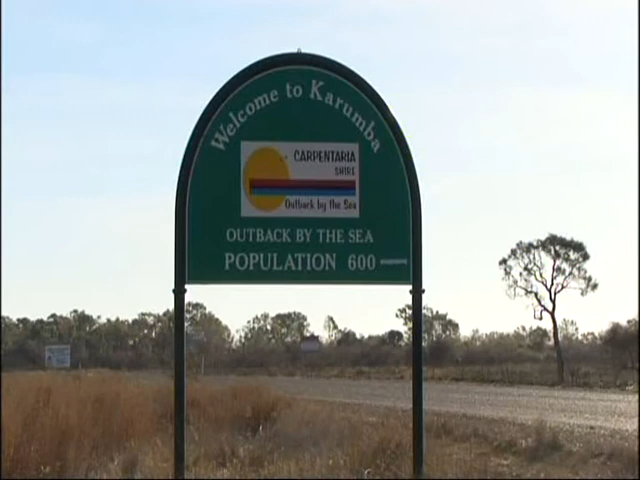 Welcome to Karumba
CARPENTARIA
SHIRE
Outback by the Sea
OUTBACK BY THE SEA
POPULATION 600